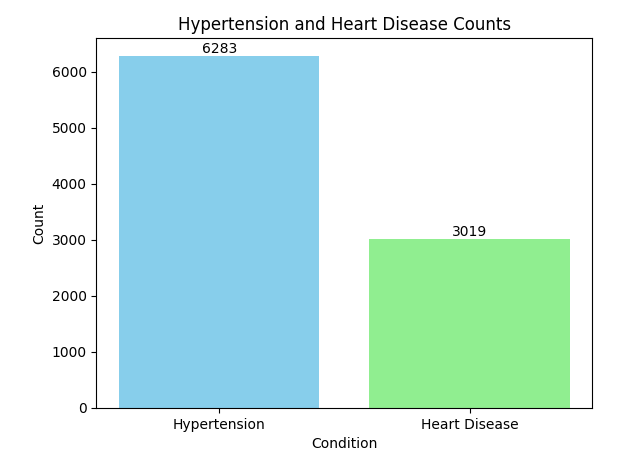 Hypertension and Heart Disease Counts
6283
6000
5000
4000
3000
3019
2000
1000
0
Count
Hypertension
Heart Disease
Condition